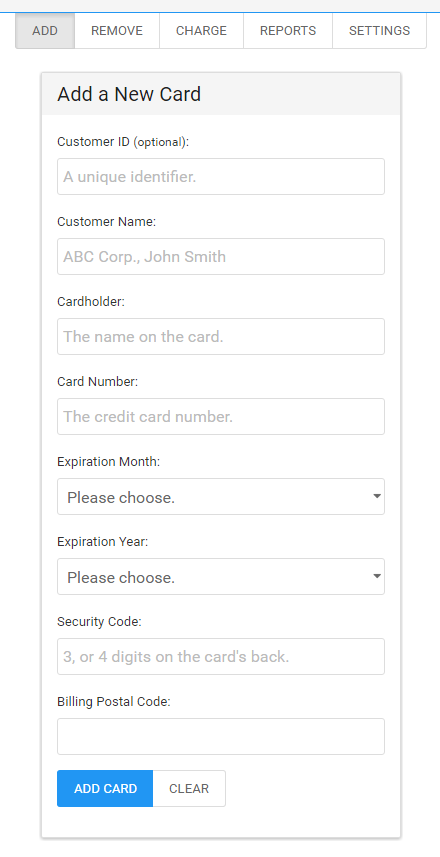 ADD REMOVE CHARGE REPORTS SETTINGS
Add a New Card
Customer ID (optional):
A unique identifier.
Customer Name:
ABC Corp., John Smith
Cardholder:
The name on the card.
Card Number:
The credit card number.
Expiration Month:
Please choose.
Expiration Year:
Please choose.
Security Code:
3, or 4 digits on the card's back.
Billing Postal Code:
ADD CARD CLEAR